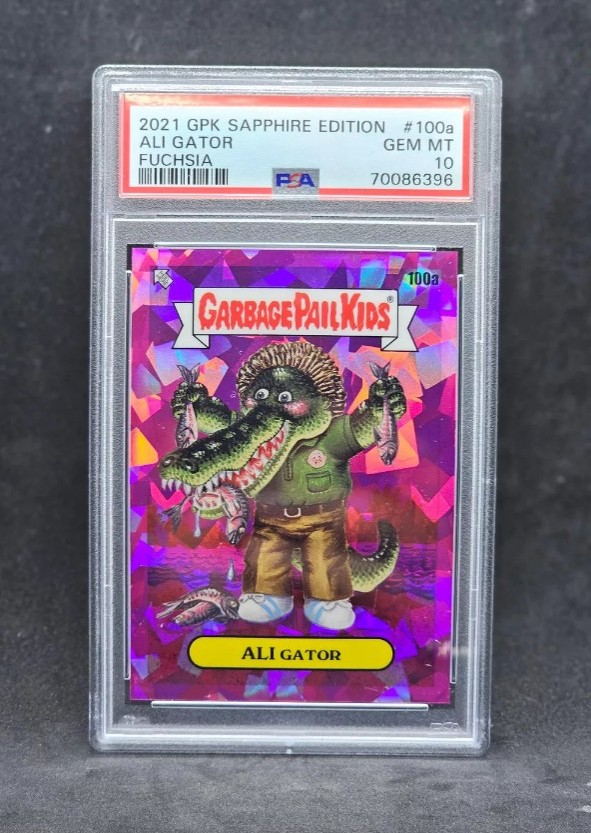 2021 GPK SAPPHIRE EDITION #100a
ALI GATOR GEM MT
FUCHSIA 10
PSA 70086396
100a
GARBAGE PAIL KIDS®
ALI GATOR